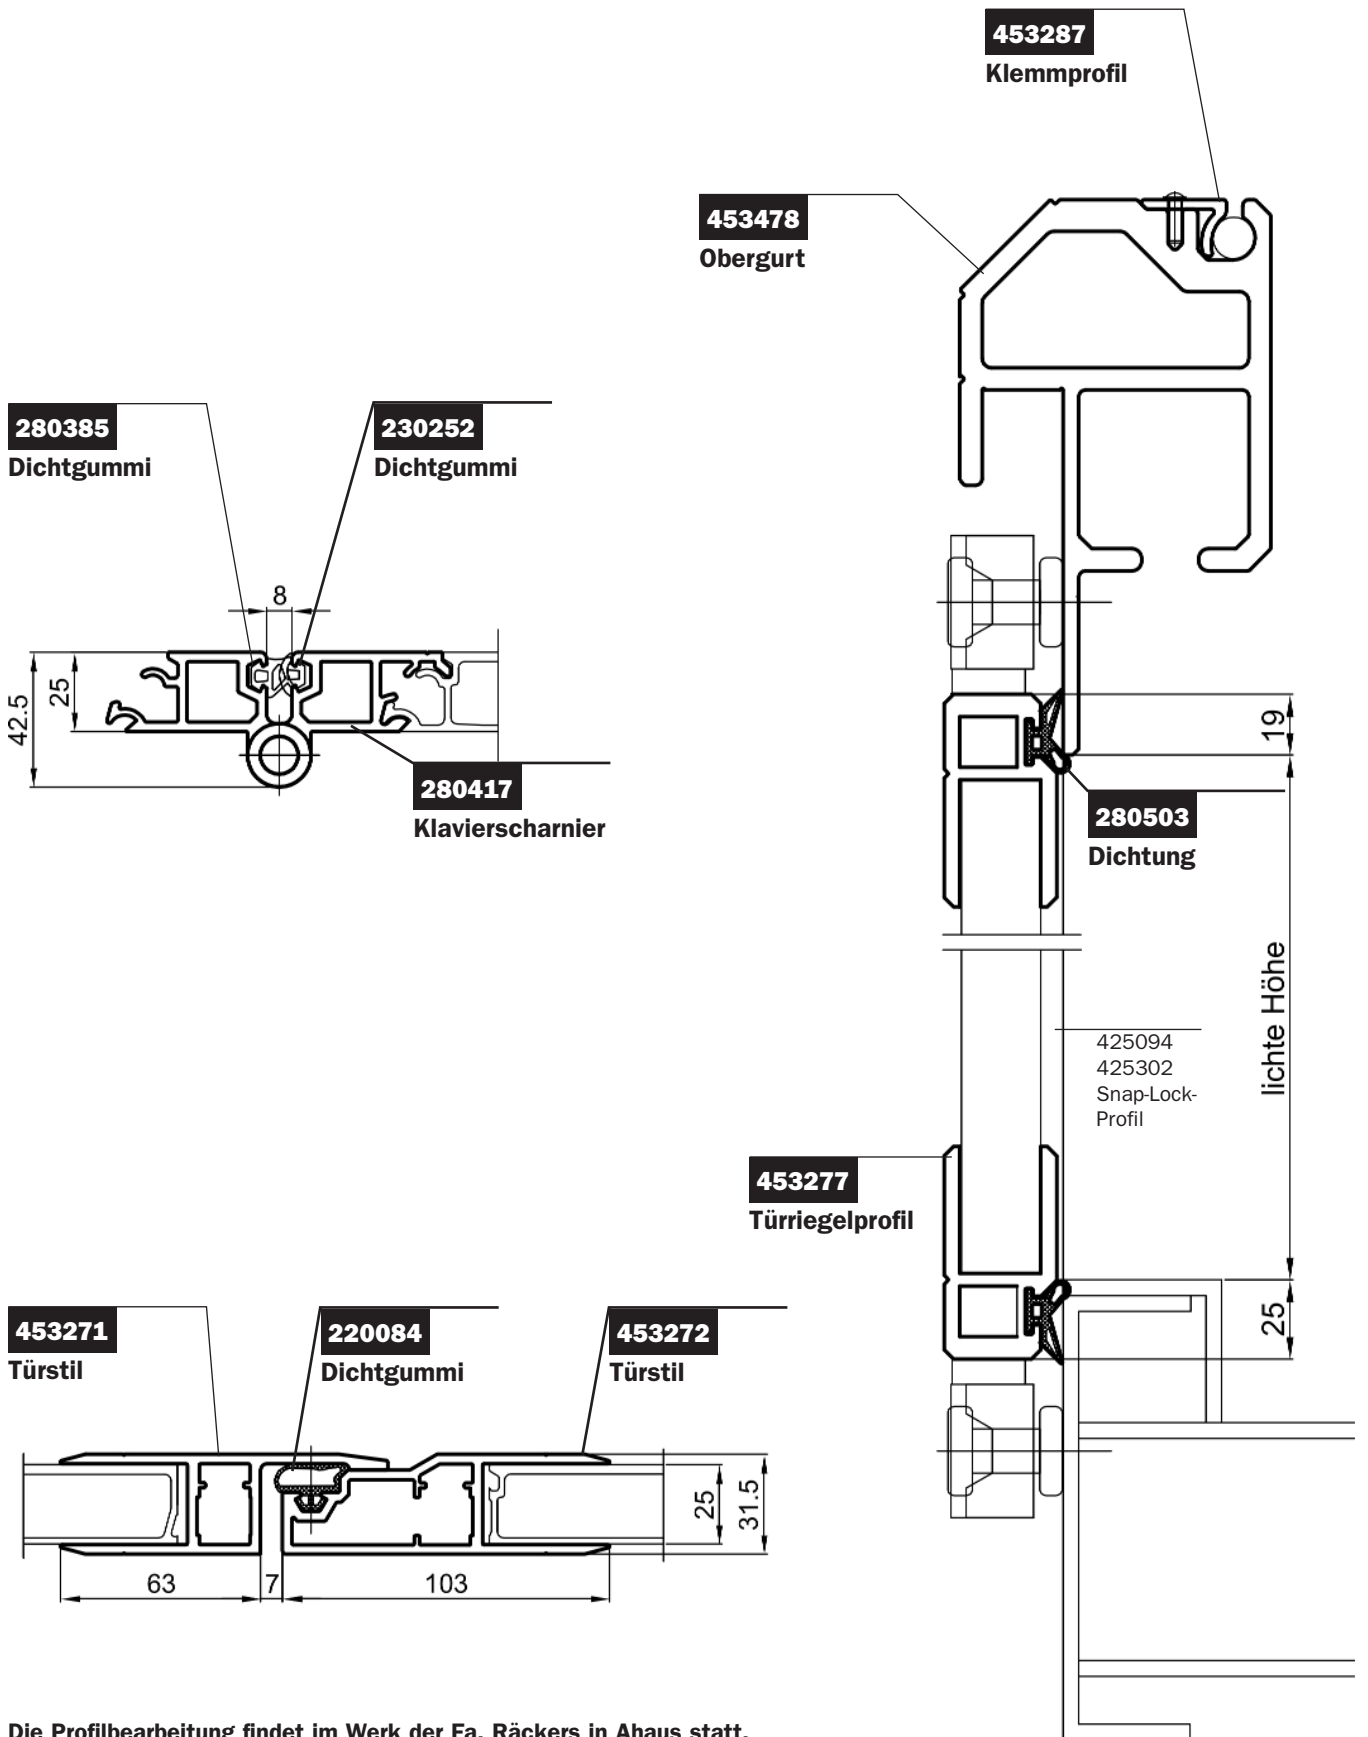 453287
Klemmprofil
453478
Obergurt
280385
Dichtgummi
230252
Dichtgummi
8
42.5
25
280417
Klavierscharnier
19
280503
Dichtung
lichte Höhe
425094
425302
Snap-Lock-
Profil
453277
Türriegelprofil
25
453271
Türstil
220084
Dichtgummi
453272
Türstil
25
31.5
63
7
103
Die Profilbearbeitung findet im Werk der Fa. Räckers in Ahaus statt.